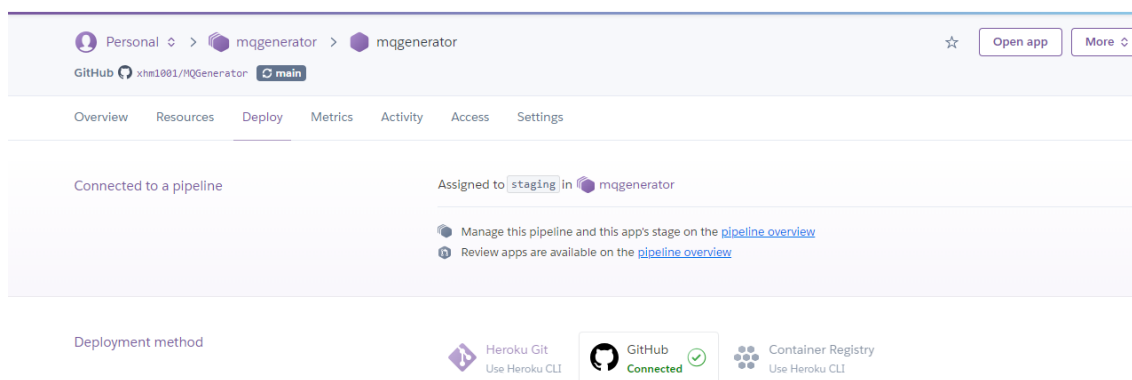 Personal > mqgenerator > mqgenerator
Open app
More
GitHub xhm1001/MQGenerator main
Overview Resources Deploy Metrics Activity Access Settings
Connected to a pipeline
Assigned to staging in mqgenerator
Manage this pipeline and this app's stage on the pipeline overview
Review apps are available on the pipeline overview
Deployment method
Heroku Git
Use Heroku CLI
GitHub
Connected
Container Registry
Use Heroku CLI